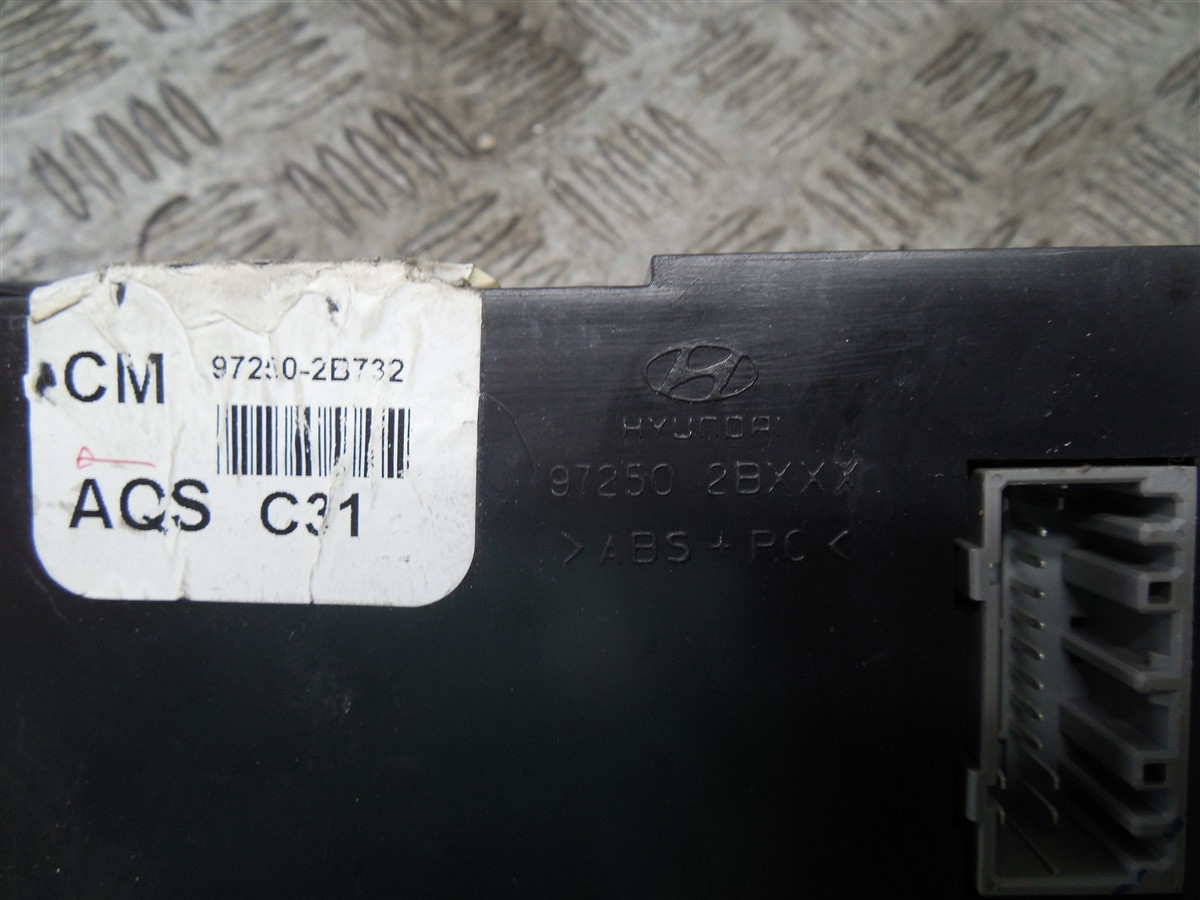 CM 97250-2B732
AQS C31
HYUNDAI
97250 2BXXX
>ABS + PC<